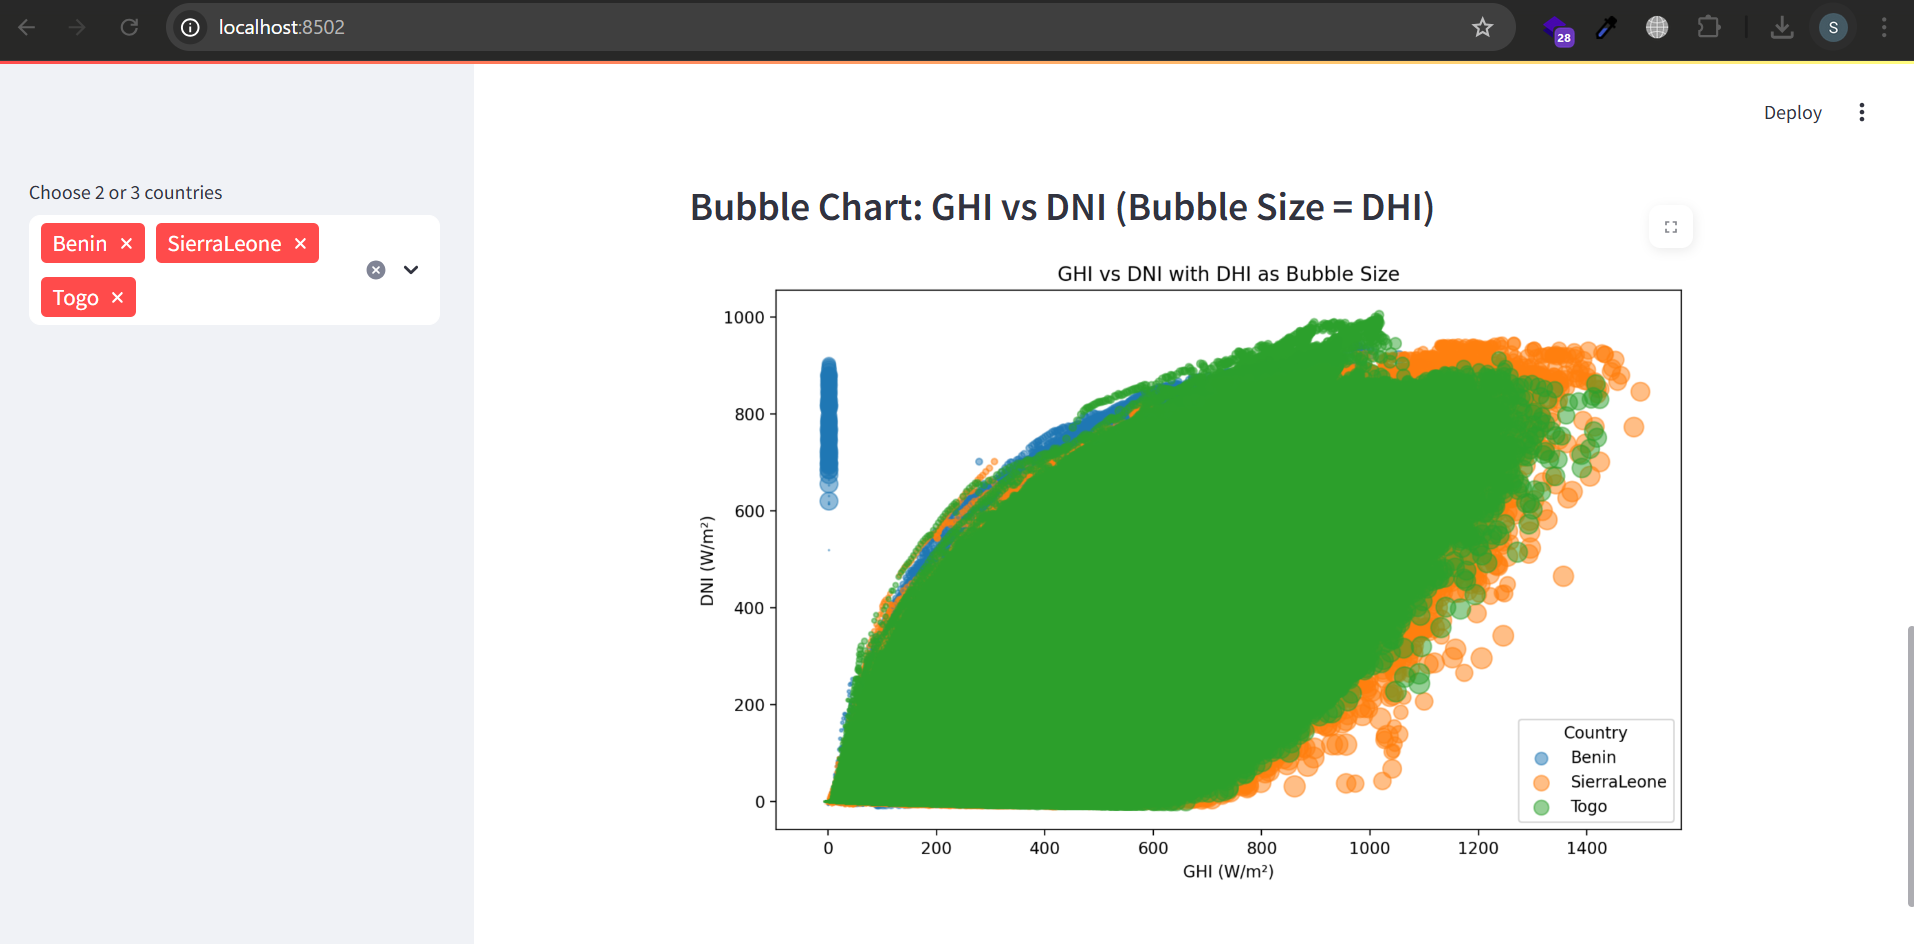 localhost:8502
28
S
Deploy
Choose 2 or 3 countries
Benin
SierraLeone
Togo
Bubble Chart: GHI vs DNI (Bubble Size = DHI)
GHI vs DNI with DHI as Bubble Size
1000
800
600
400
200
0
DNI (W/m²)
Country
Benin
SierraLeone
Togo
0 200 400 600 800 1000 1200 1400
GHI (W/m²)